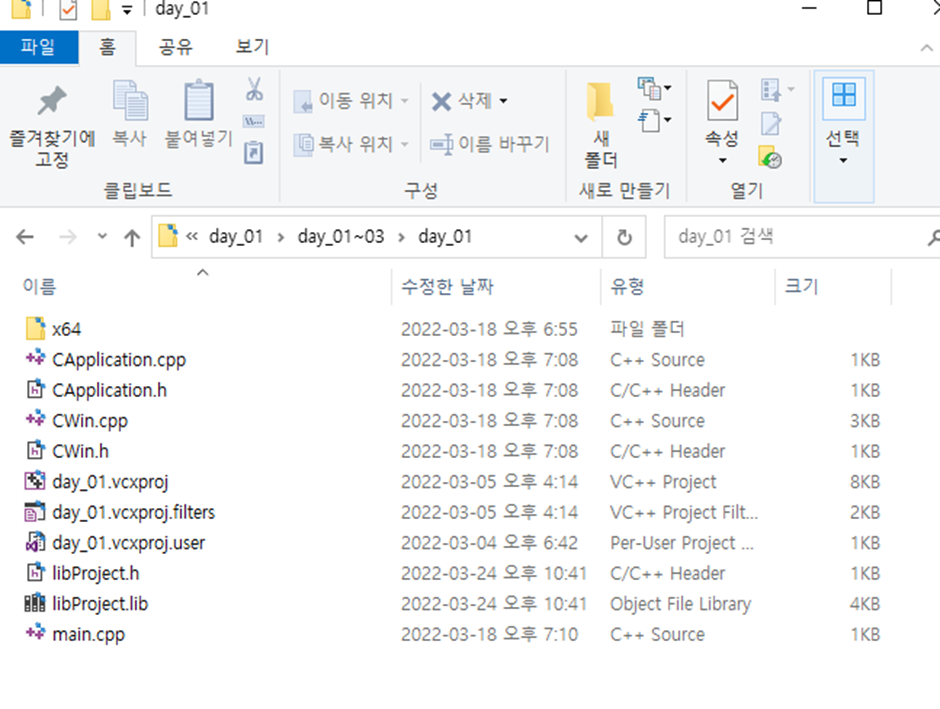 day_01
파일 홈 공유 보기
즐겨찾기에 고정 복사 붙여넣기
이동 위치 삭제
복사 위치 이름 바꾸기
새 폴더 속성 선택
클립보드 구성 새로 만들기 열기
« day_01 › day_01~03 › day_01 day_01 검색
이름 수정한 날짜 유형 크기
x64 2022-03-18 오후 6:55 파일 폴더
CApplication.cpp 2022-03-18 오후 7:08 C++ Source 1KB
CApplication.h 2022-03-18 오후 7:08 C/C++ Header 1KB
CWin.cpp 2022-03-18 오후 7:08 C++ Source 3KB
CWin.h 2022-03-18 오후 7:08 C/C++ Header 1KB
day_01.vcxproj 2022-03-05 오후 4:14 VC++ Project 8KB
day_01.vcxproj.filters 2022-03-05 오후 4:14 VC++ Project Filt... 2KB
day_01.vcxproj.user 2022-03-04 오후 6:42 Per-User Project ... 1KB
libProject.h 2022-03-24 오후 10:41 C/C++ Header 1KB
libProject.lib 2022-03-24 오후 10:41 Object File Library 4KB
main.cpp 2022-03-18 오후 7:10 C++ Source 1KB